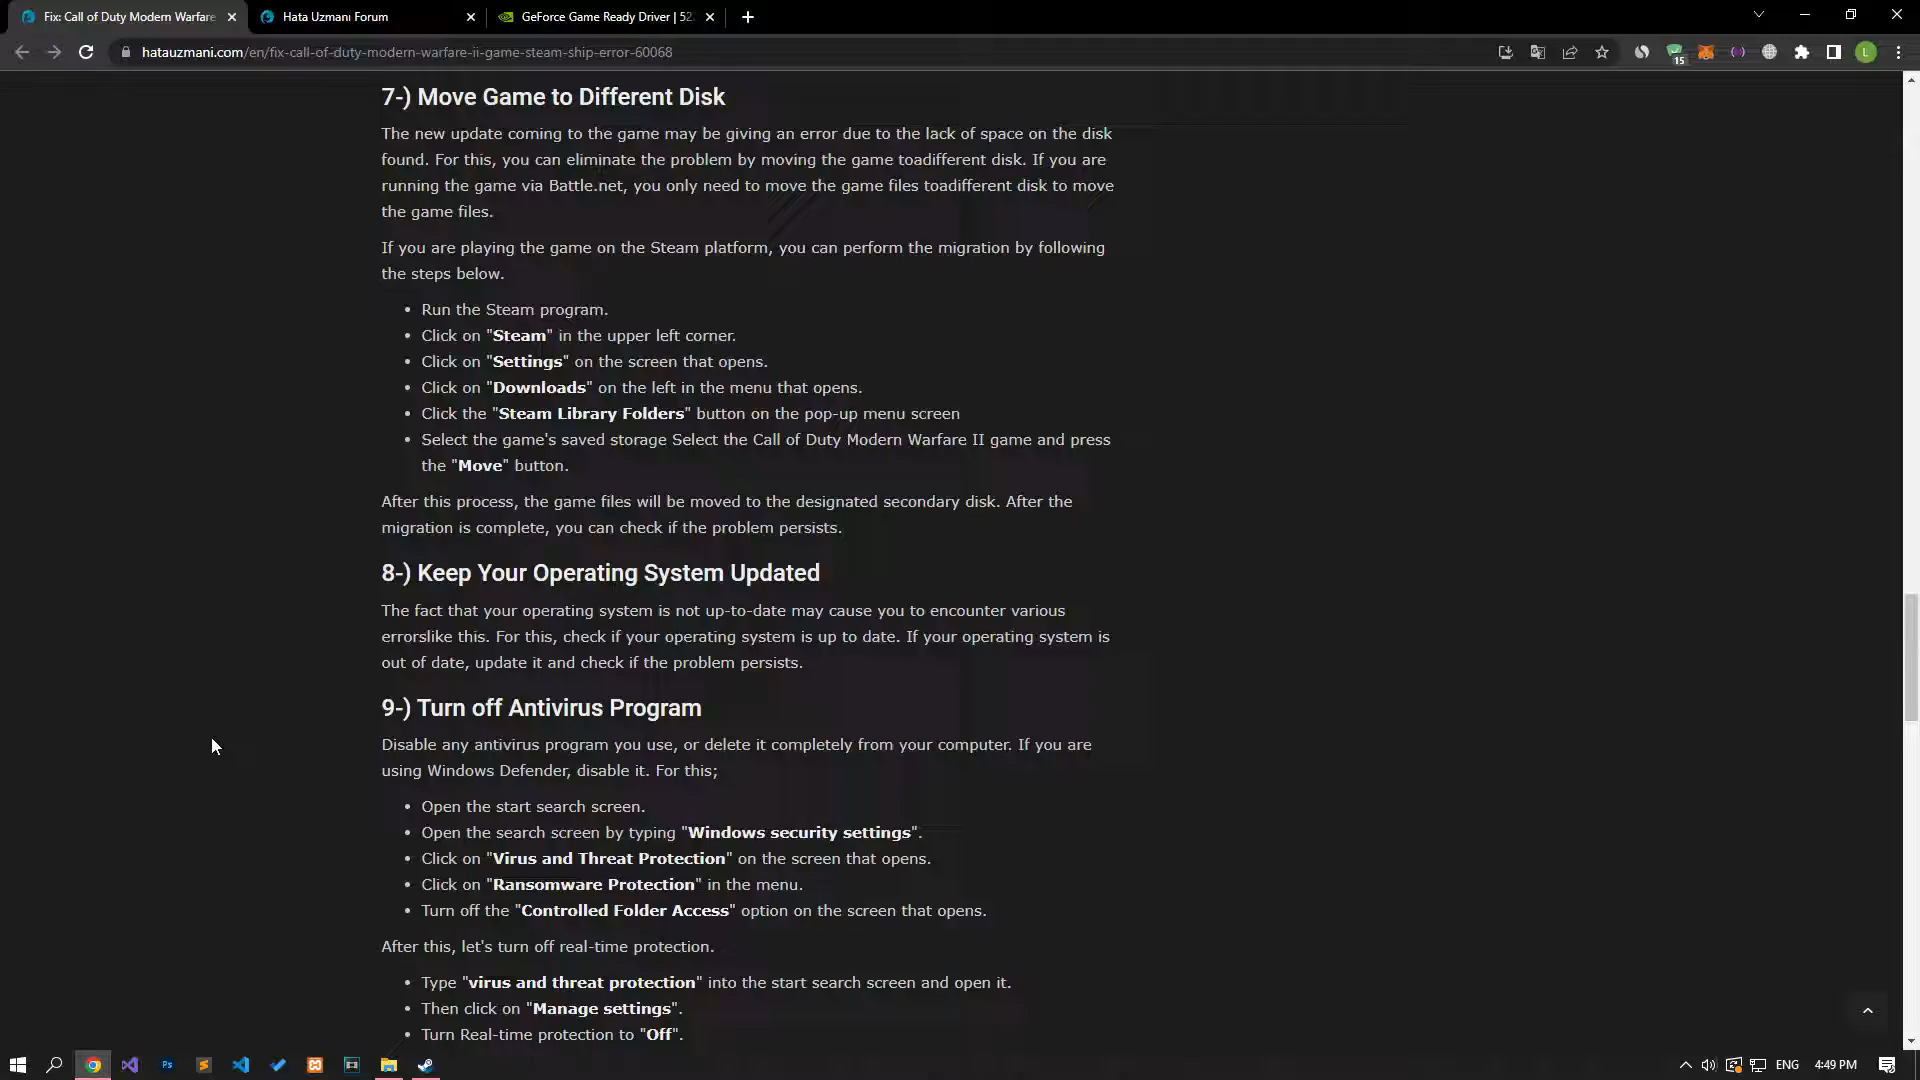 Fix: Call of Duty Modern Warfare
Hata Uzmanı Forum
GeForce Game Ready Driver | 52
hatauzmani.com/en/fix-call-of-duty-modern-warfare-ii-game-steam-ship-error-60068
15
L
7-) Move Game to Different Disk
The new update coming to the game may be giving an error due to the lack of space on the disk
found. For this, you can eliminate the problem by moving the game toadifferent disk. If you are
running the game via Battle.net, you only need to move the game files toadifferent disk to move
the game files.
If you are playing the game on the Steam platform, you can perform the migration by following
the steps below.
• Run the Steam program.
• Click on "Steam" in the upper left corner.
• Click on "Settings" on the screen that opens.
• Click on "Downloads" on the left in the menu that opens.
• Click the "Steam Library Folders" button on the pop-up menu screen
• Select the game's saved storage Select the Call of Duty Modern Warfare II game and press
the "Move" button.
After this process, the game files will be moved to the designated secondary disk. After the
migration is complete, you can check if the problem persists.
8-) Keep Your Operating System Updated
The fact that your operating system is not up-to-date may cause you to encounter various
errorslike this. For this, check if your operating system is up to date. If your operating system is
out of date, update it and check if the problem persists.
9-) Turn off Antivirus Program
Disable any antivirus program you use, or delete it completely from your computer. If you are
using Windows Defender, disable it. For this;
• Open the start search screen.
• Open the search screen by typing "Windows security settings".
• Click on "Virus and Threat Protection" on the screen that opens.
• Click on "Ransomware Protection" in the menu.
• Turn off the "Controlled Folder Access" option on the screen that opens.
After this, let's turn off real-time protection.
• Type "virus and threat protection" into the start search screen and open it.
• Then click on "Manage settings".
• Turn Real-time protection to "Off".
Ps
ENG
4:49 PM